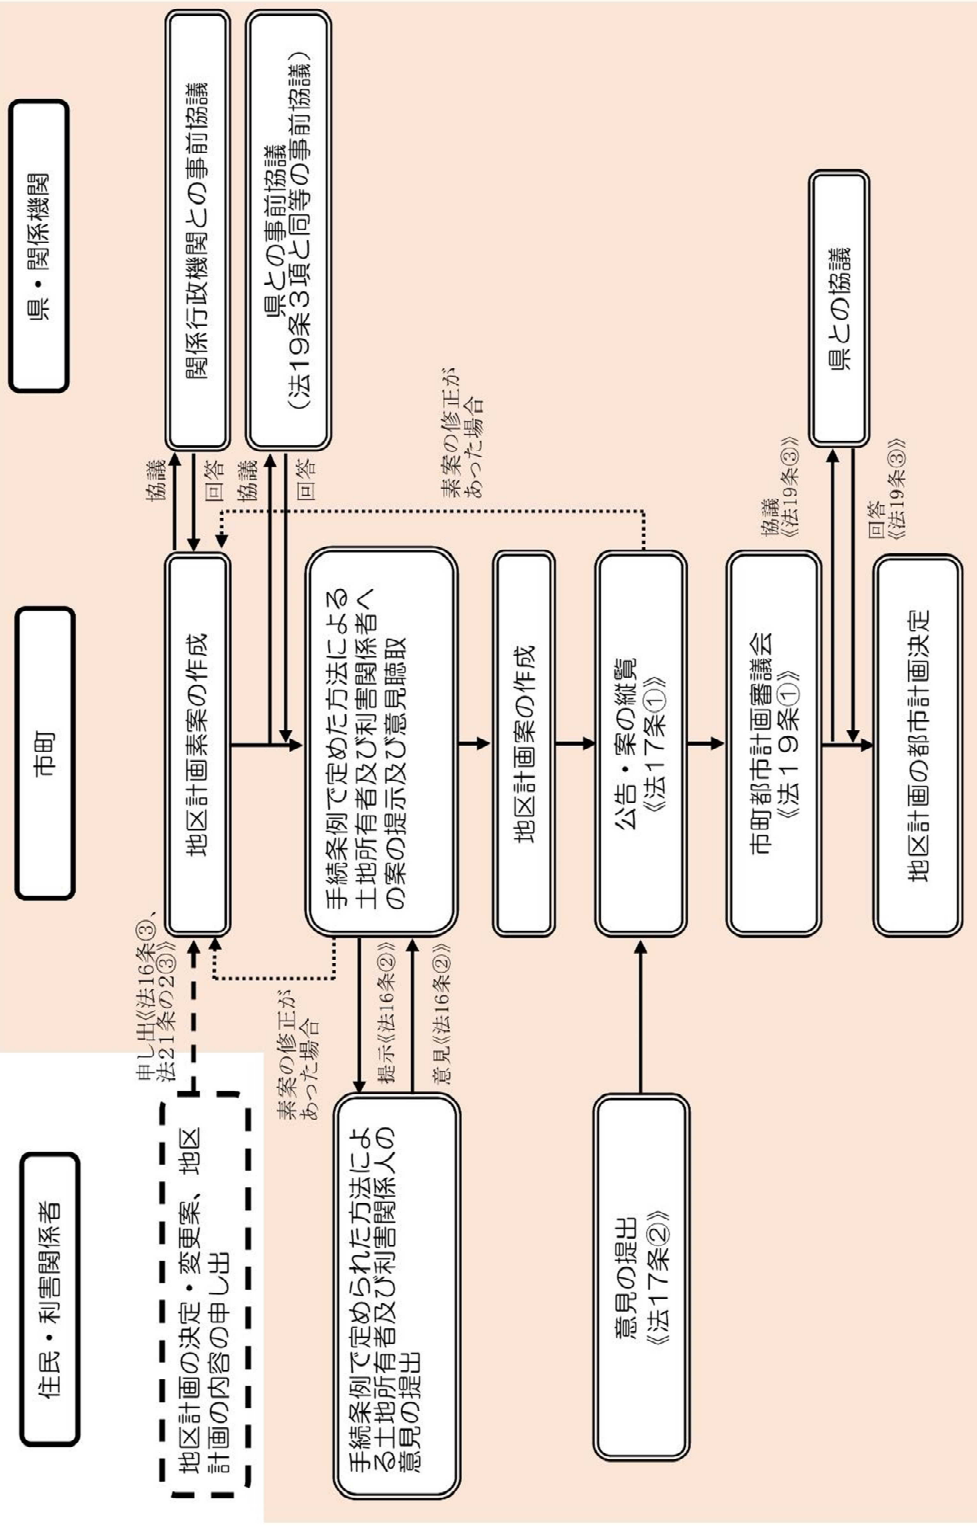 住民・利害関係者
市町
県・関係機関
地区計画の決定・変更案、地区
計画の内容の申し出
申し出《法16条③、
法21条の2③》
地区計画素案の作成
協議
回答
関係行政機関との事前協議
協議
回答
県との事前協議
（法19条3項と同等の事前協議）
素案の修正が
あった場合
手続条例で定められた方法によ
る土地所有者及び利害関係人の
意見の提出
提示《法16条②》
意見《法16条②》
手続条例で定めた方法による
土地所有者及び利害関係者へ
の案の提示及び意見聴取
素案の修正が
あった場合
地区計画案の作成
意見の提出
《法17条②》
公告・案の縦覧
《法17条①》
市町都市計画審議会
《法19条①》
協議
《法19条③》
回答
《法19条③》
県との協議
地区計画の都市計画決定